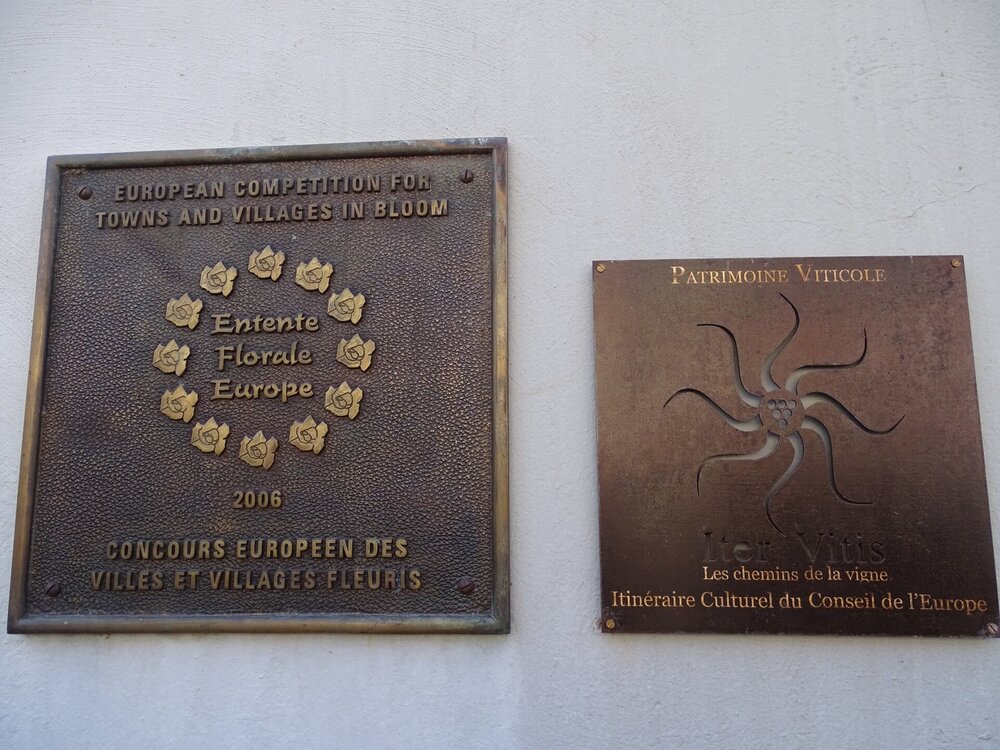 EUROPEAN COMPETITION FOR
TOWNS AND VILLAGES IN BLOOM
Entente
Florale
Europe
2006
CONCOURS EUROPEEN DES
VILLES ET VILLAGES FLEURIS
PATRIMOINE VITICOLE
Iter Vitis
Les chemins de la vigne
Itinéraire Culturel du Conseil de l'Europe